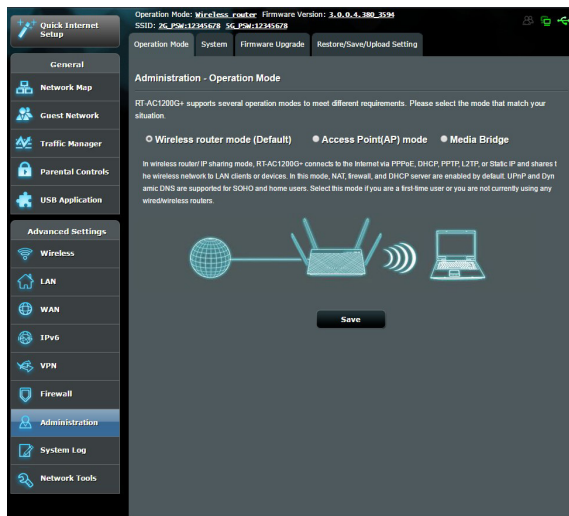 Quick Internet
Setup
General
Network Map
Guest Network
Traffic Manager
Parental Controls
USB Application
Advanced Settings
Wireless
LAN
WAN
IPv6
VPN
Firewall
Administration
System Log
Network Tools
Operation Mode: Wireless router Firmware Version: 3.0.0.4.380_3594
SSID: 2G_PSW:12345678 5G_PSW:12345678
Operation Mode System Firmware Upgrade Restore/Save/Upload Setting
Administration - Operation Mode
RT-AC1200G+ supports several operation modes to meet different requirements. Please select the mode that match your
situation.
Wireless router mode (Default) Access Point(AP) mode Media Bridge
In wireless router/ IP sharing mode, RT-AC1200G+ connects to the Internet via PPPoE, DHCP, PPTP, L2TP, or Static IP and shares t
he wireless network to LAN clients or devices. In this mode, NAT, firewall, and DHCP server are enabled by default. UPnP and Dyn
amic DNS are supported for SOHO and home users. Select this mode if you are a first-time user or you are not currently using any
wired/wireless routers.
Save